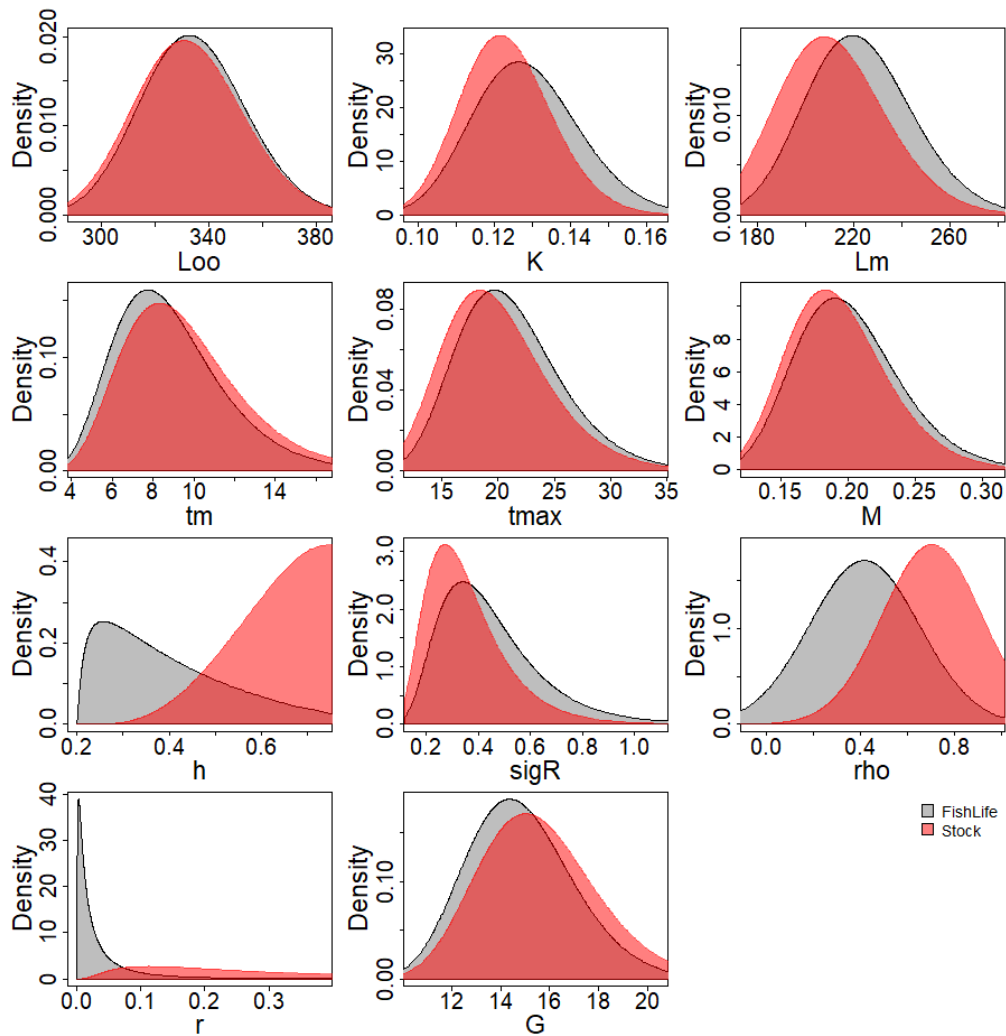 Density
0.000 0.010 0.020
300 340 380
Loo
Density
0 10 20 30
0.10 0.12 0.14 0.16
K
Density
0.010
180 220 260
Lm
Density
0.00 0.10
4 6 8 10 14
tm
Density
0.00 0.04 0.08
15 20 25 30 35
tmax
Density
0 2 4 6 8
0.15 0.20 0.25 0.30
M
Density
0.0 0.2 0.4
0.2 0.4 0.6
h
Density
0.0 1.0 2.0 3.0
0.2 0.4 0.6 1.0
sigR
Density
0.0 1.0
0.0 0.4 0.8
rho
Density
0 10 20 30 40
0.0 0.1 0.2 0.3
r
Density
0.00 0.10
12 14 16 18 20
G
FishLife
Stock